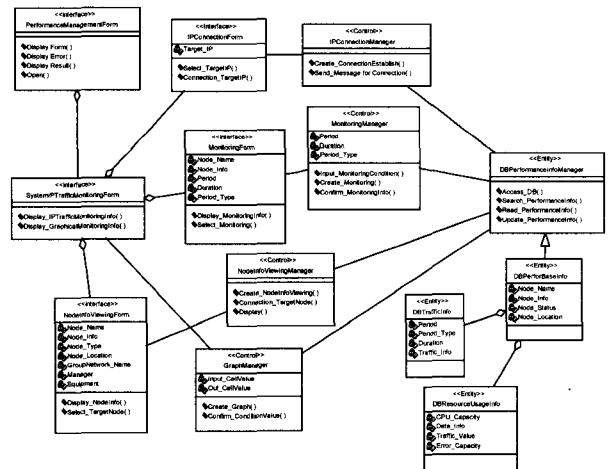 <<Interface>>
PerformanceManagementForm
Display Form()
Display Error()
Display Result()
Open()
<<Interface>>
IPConnectionForm
Target_IP
Select_TargetIP()
Connection_TargetIP()
<<Control>>
IPConnectionManager
Create_ConnectionEstablish()
Send_Message for Connection()
<<Interface>>
MonitoringForm
Node_Name
Node_Info
Period
Duration
Period_Type
Display_MonitoringInfo()
Select_Monitoring()
<<Control>>
MonitoringManager
Period
Duration
Period_Type
Input_MonitoringCondition()
Create_Monitoring()
Confirm_MonitoringInfo()
<<Entity>>
DBPerformanceInfoManager
Access_DB()
Search_PerformanceInfo()
Read_PerformanceInfo()
Update_PerformanceInfo()
<<Interface>>
System/PTrafficMonitoringForm
Display_IPTrafficMonitoringInfo()
Display_GraphicalMonitoringInfo()
<<Control>>
NodeInfoViewingManager
Create_NodeInfoViewing()
Connection_TargetNode()
Display()
<<Entity>>
DBPerforBaseInfo
Node_Name
Node_Info
Node_Status
Node_Location
<<Interface>>
NodeInfoViewingForm
Node_Name
Node_Info
Node_Type
Node_Location
GroupNetwork_Name
Manager
Equipment
Display_NodeInfo()
Select_TargetNode()
<<Control>>
GraphManager
Input_CellValue
Out_CellValue
Create_Graph()
Confirm_ConditionValue()
<<Entity>>
DBTrafficInfo
Period
Period_Type
Duration
Traffic_Info
<<Entity>>
DBResourceUsageInfo
CPU_Capacity
Data_Info
Traffic_Value
Error_Capacity